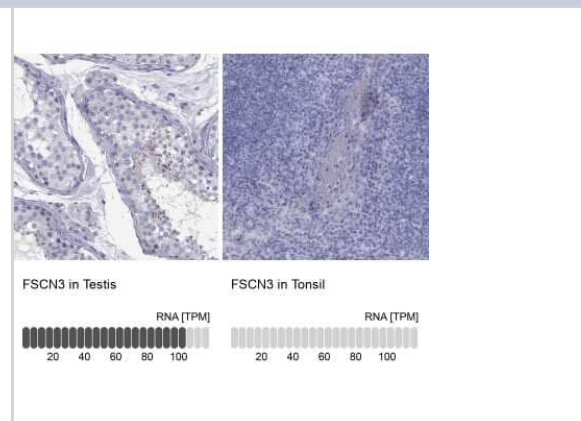 FSCN3 in Testis
FSCN3 in Tonsil
RNA [TPM]
RNA [TPM]
20 40 60 80 100
20 40 60 80 100